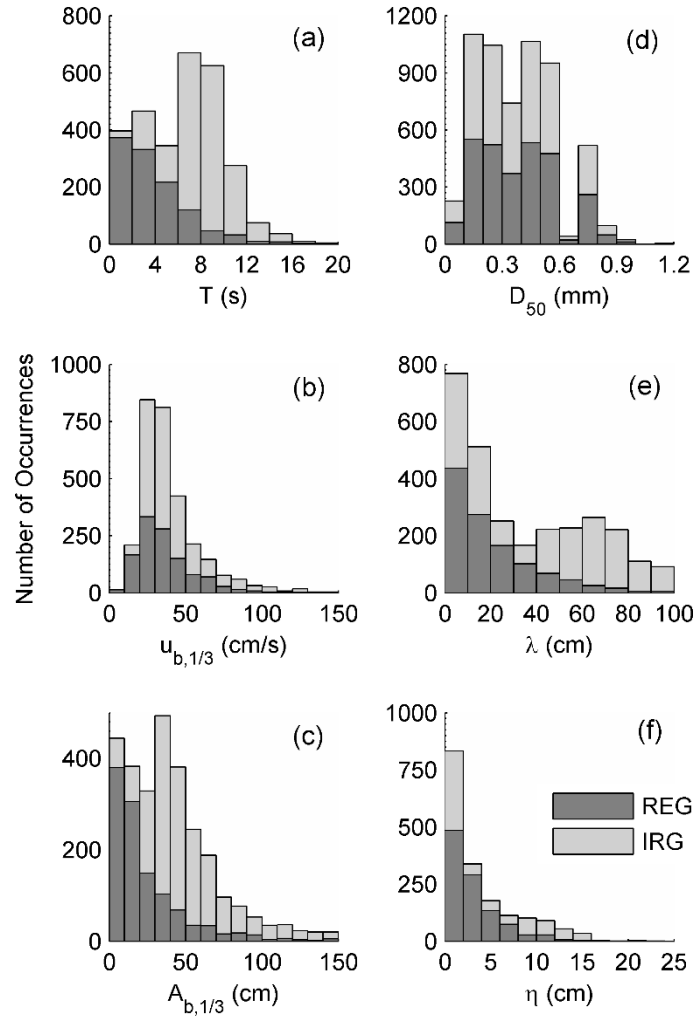 800
600
400
200
0
(a)
0 4 8 12 16 20
T (s)
1200
900
600
300
0
(d)
0 0.3 0.6 0.9 1.2
D50 (mm)
Number of Occurrences
1000
750
500
250
0
(b)
0 50 100 150
ub,1/3 (cm/s)
800
600
400
200
0
(e)
0 20 40 60 80 100
λ (cm)
400
200
0
(c)
0 50 100 150
Ab,1/3 (cm)
1000
750
500
250
0
(f)
REG
IRG
0 5 10 15 20 25
η (cm)